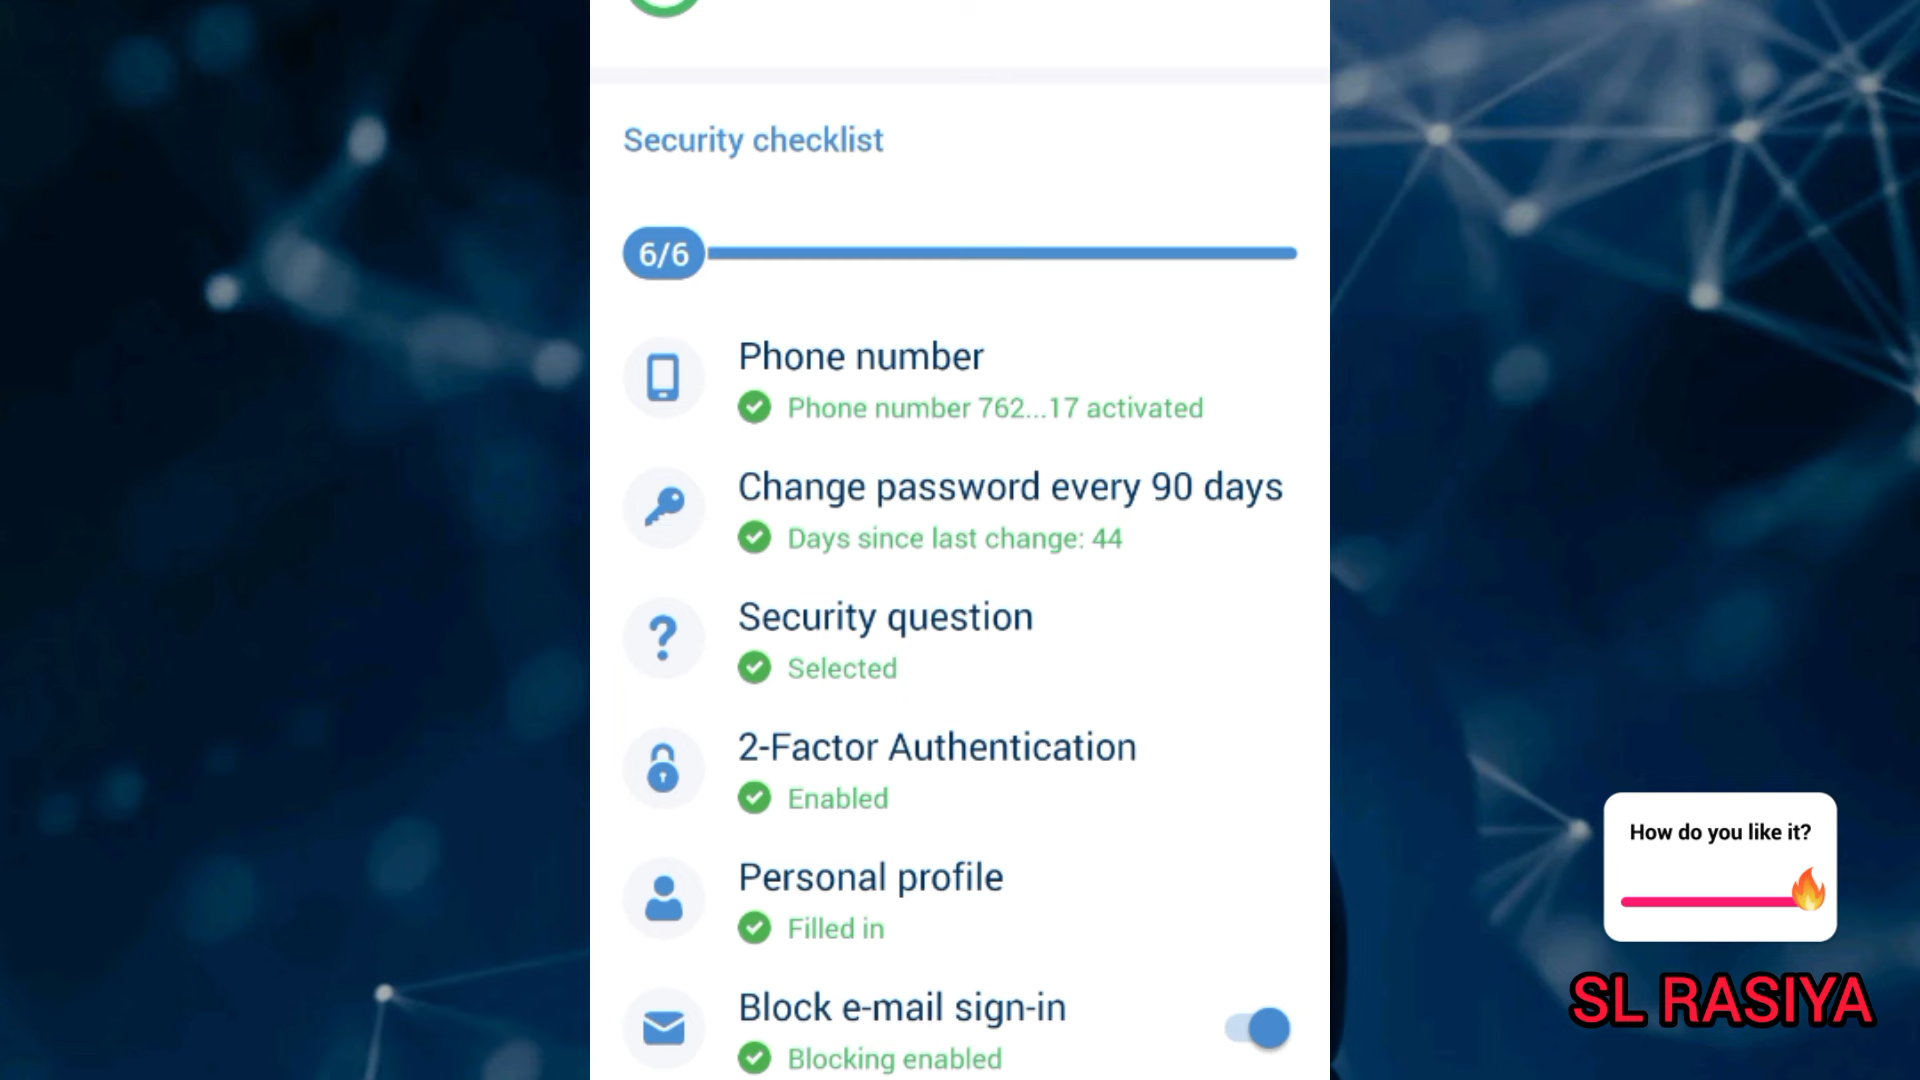 Security checklist
6/6
Phone number
Phone number 762...17 activated
Change password every 90 days
Days since last change: 44
Security question
Selected
2-Factor Authentication
Enabled
Personal profile
Filled in
Block e-mail sign-in
Blocking enabled
How do you like it?
SL RASIYA